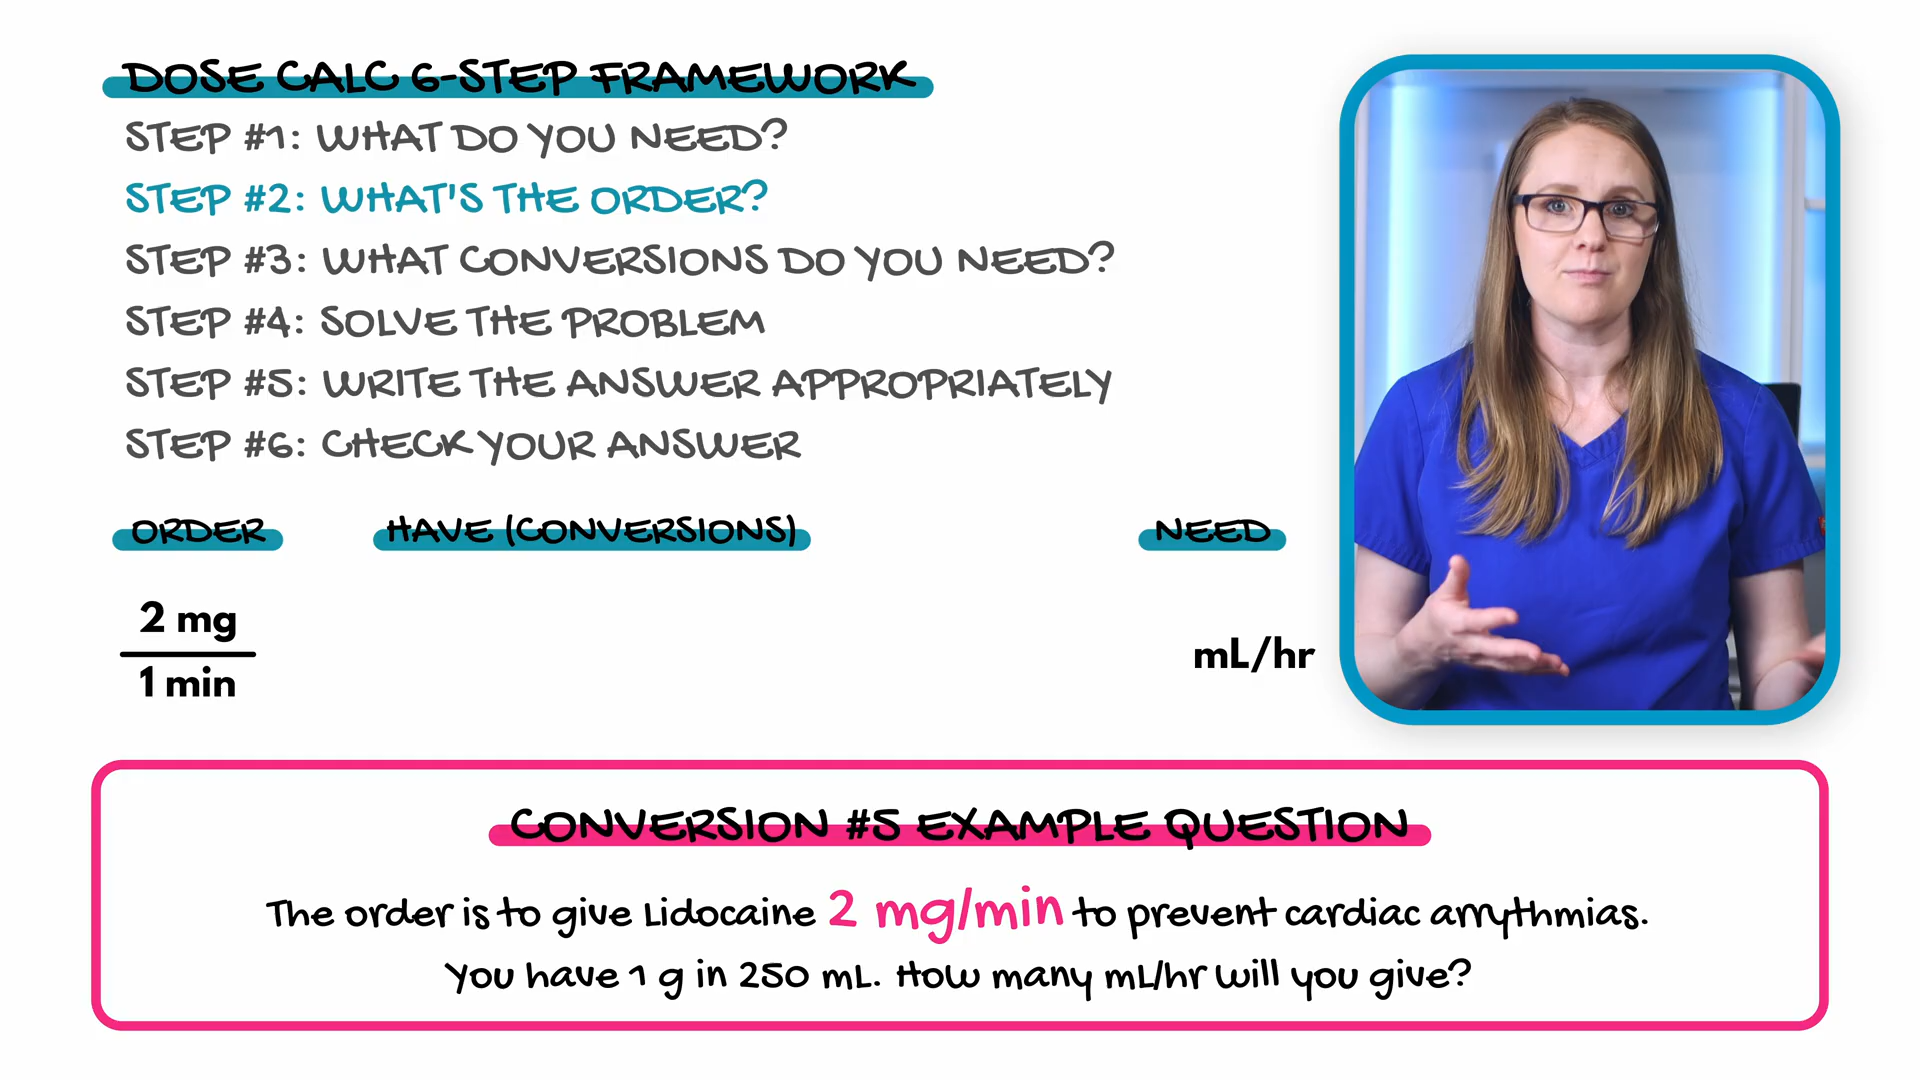 DOSE CALC 6-STEP FRAMEWORK
STEP #1: WHAT DO YOU NEED?
STEP #2: WHAT'S THE ORDER?
STEP #3: WHAT CONVERSIONS DO YOU NEED?
STEP #4: SOLVE THE PROBLEM
STEP #5: WRITE THE ANSWER APPROPRIATELY
STEP #6: CHECK YOUR ANSWER
ORDER HAVE (CONVERSIONS) NEED
2 mg
1 min
mL/hr
CONVERSION #5 EXAMPLE QUESTION
The order is to give Lidocaine 2 mg/min to prevent cardiac arrythmias.
You have 1 g in 250 mL. How many mL/hr will you give?